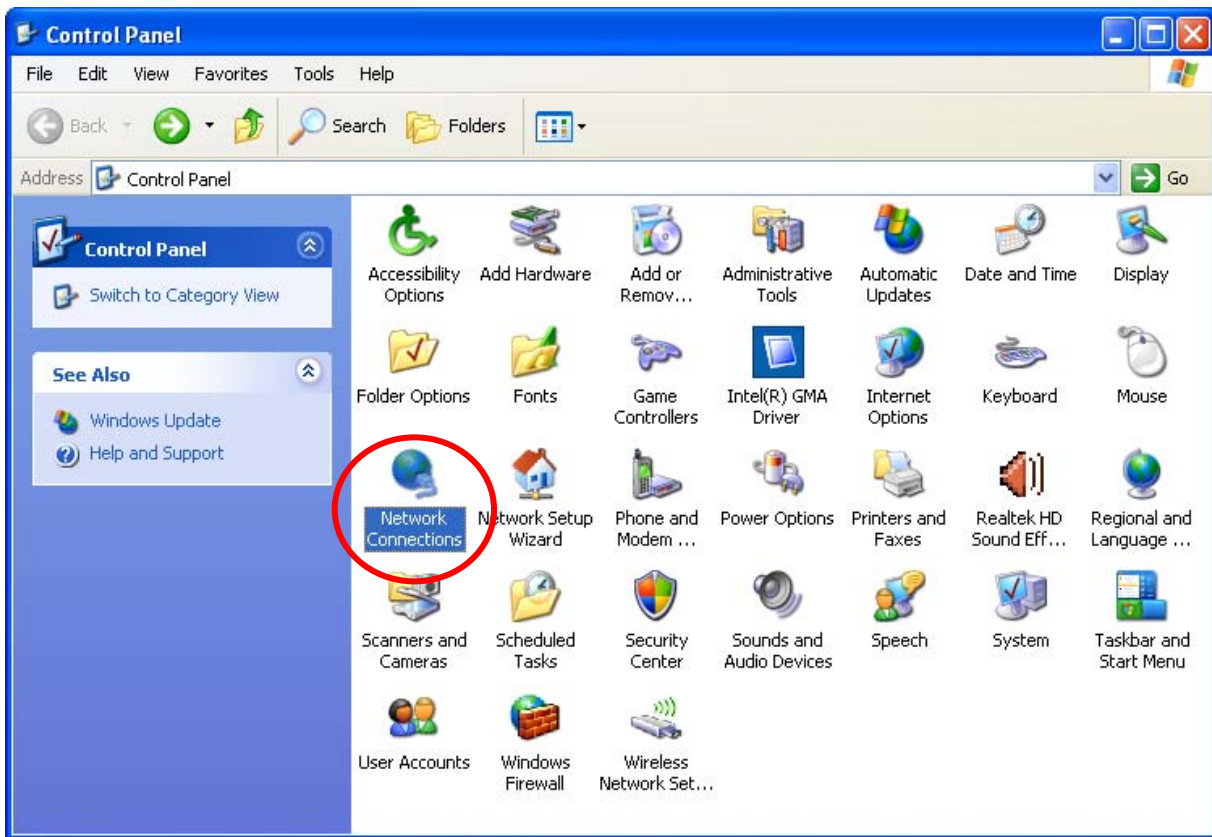 Control Panel
File Edit View Favorites Tools Help
Back Search Folders
Address Control Panel Go
Control Panel
Switch to Category View
See Also
Windows Update
Help and Support
Accessibility Options
Add Hardware
Add or Remov...
Administrative Tools
Automatic Updates
Date and Time
Display
Folder Options
Fonts
Game Controllers
Intel(R) GMA Driver
Internet Options
Keyboard
Mouse
Network Connections
Network Setup Wizard
Phone and Modem ...
Power Options
Printers and Faxes
Realtek HD Sound Eff...
Regional and Language ...
Scanners and Cameras
Scheduled Tasks
Security Center
Sounds and Audio Devices
Speech
System
Taskbar and Start Menu
User Accounts
Windows Firewall
Wireless Network Set...